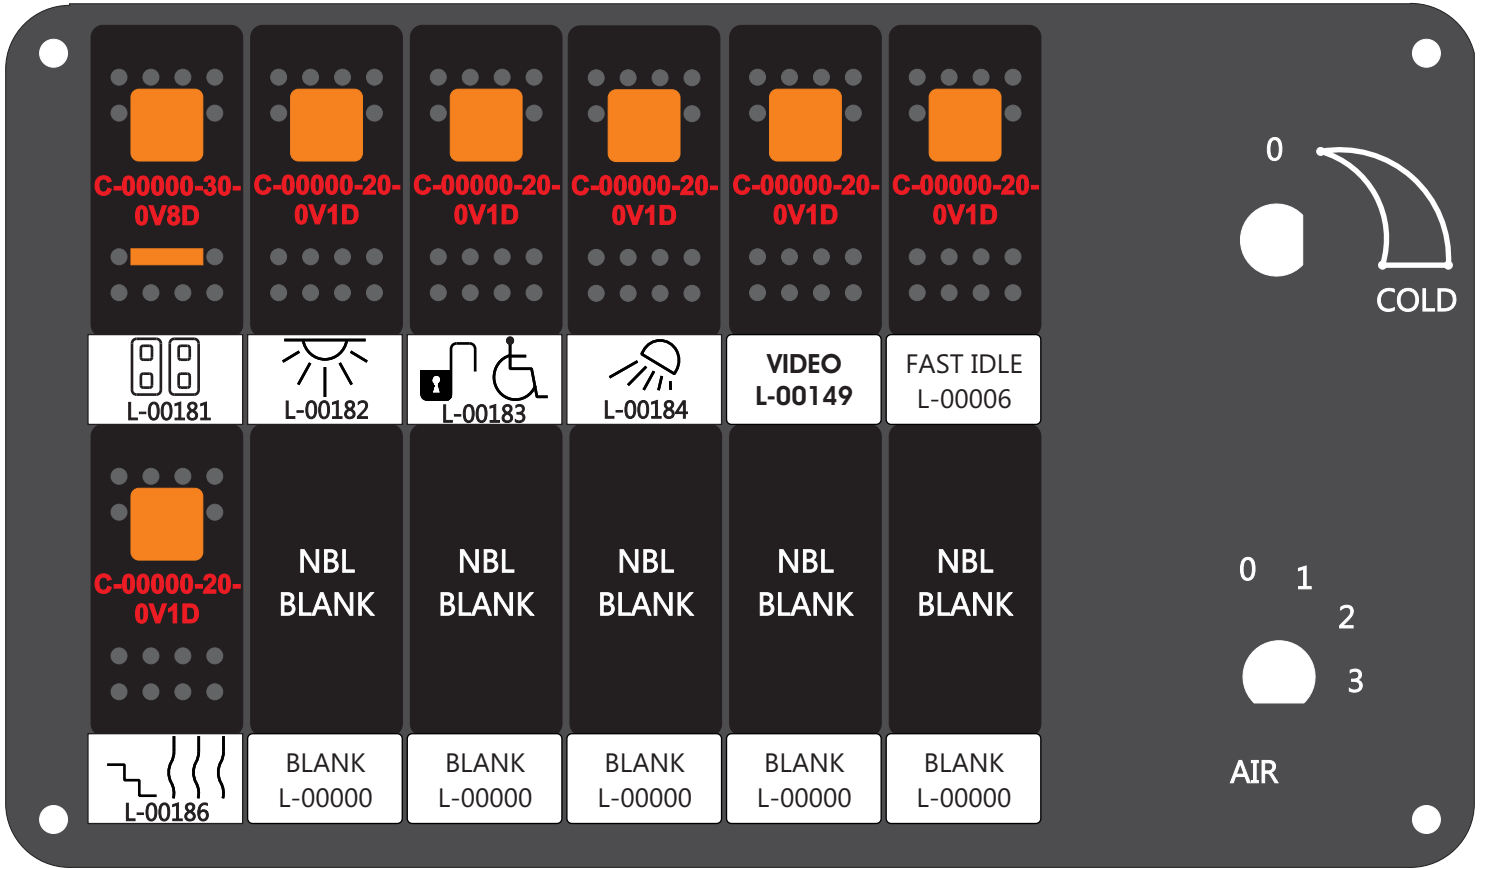 C-00000-30-
0V8D
C-00000-20-
0V1D
C-00000-20-
0V1D
C-00000-20-
0V1D
C-00000-20-
0V1D
C-00000-20-
0V1D
L-00181
L-00182
L-00183
L-00184
VIDEO
L-00149
FAST IDLE
L-00006
0
COLD
C-00000-20-
0V1D
NBL
BLANK
NBL
BLANK
NBL
BLANK
NBL
BLANK
NBL
BLANK
L-00186
BLANK
L-00000
BLANK
L-00000
BLANK
L-00000
BLANK
L-00000
BLANK
L-00000
0
1
2
3
AIR